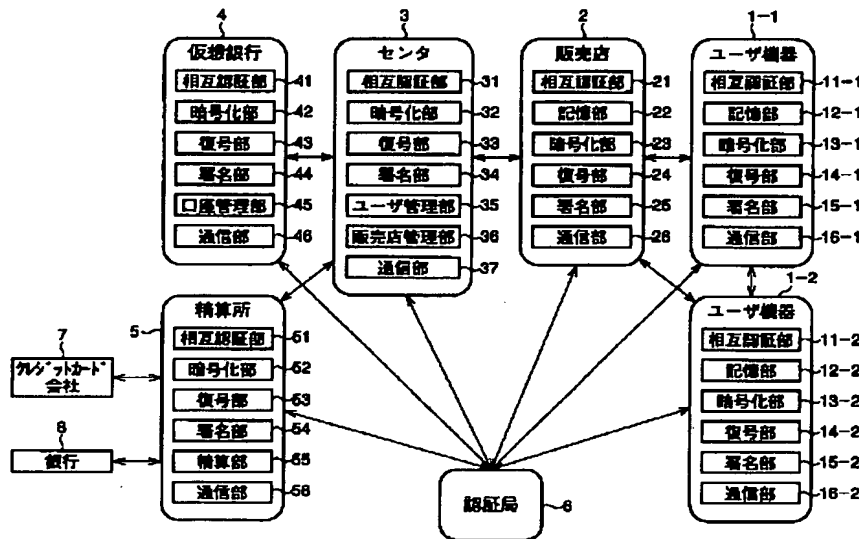 4
仮想銀行
相互認証部 41
暗号化部 42
復号部 43
署名部 44
口座管理部 45
通信部 46
3
センタ
相互認証部 31
暗号化部 32
復号部 33
署名部 34
ユーザ管理部 35
販売店管理部 36
通信部 37
2
販売店
相互認証部 21
記憶部 22
暗号化部 23
復号部 24
署名部 25
通信部 26
1-1
ユーザ機器
相互認証部 11-1
記憶部 12-1
暗号化部 13-1
復号部 14-1
署名部 15-1
通信部 16-1
5
精算所
相互認証部 51
暗号化部 52
復号部 53
署名部 54
精算部 55
通信部 56
7
クレジットカード
会社
8
銀行
認証局 6
1-2
ユーザ機器
相互認証部 11-2
記憶部 12-2
暗号化部 13-2
復号部 14-2
署名部 15-2
通信部 16-2